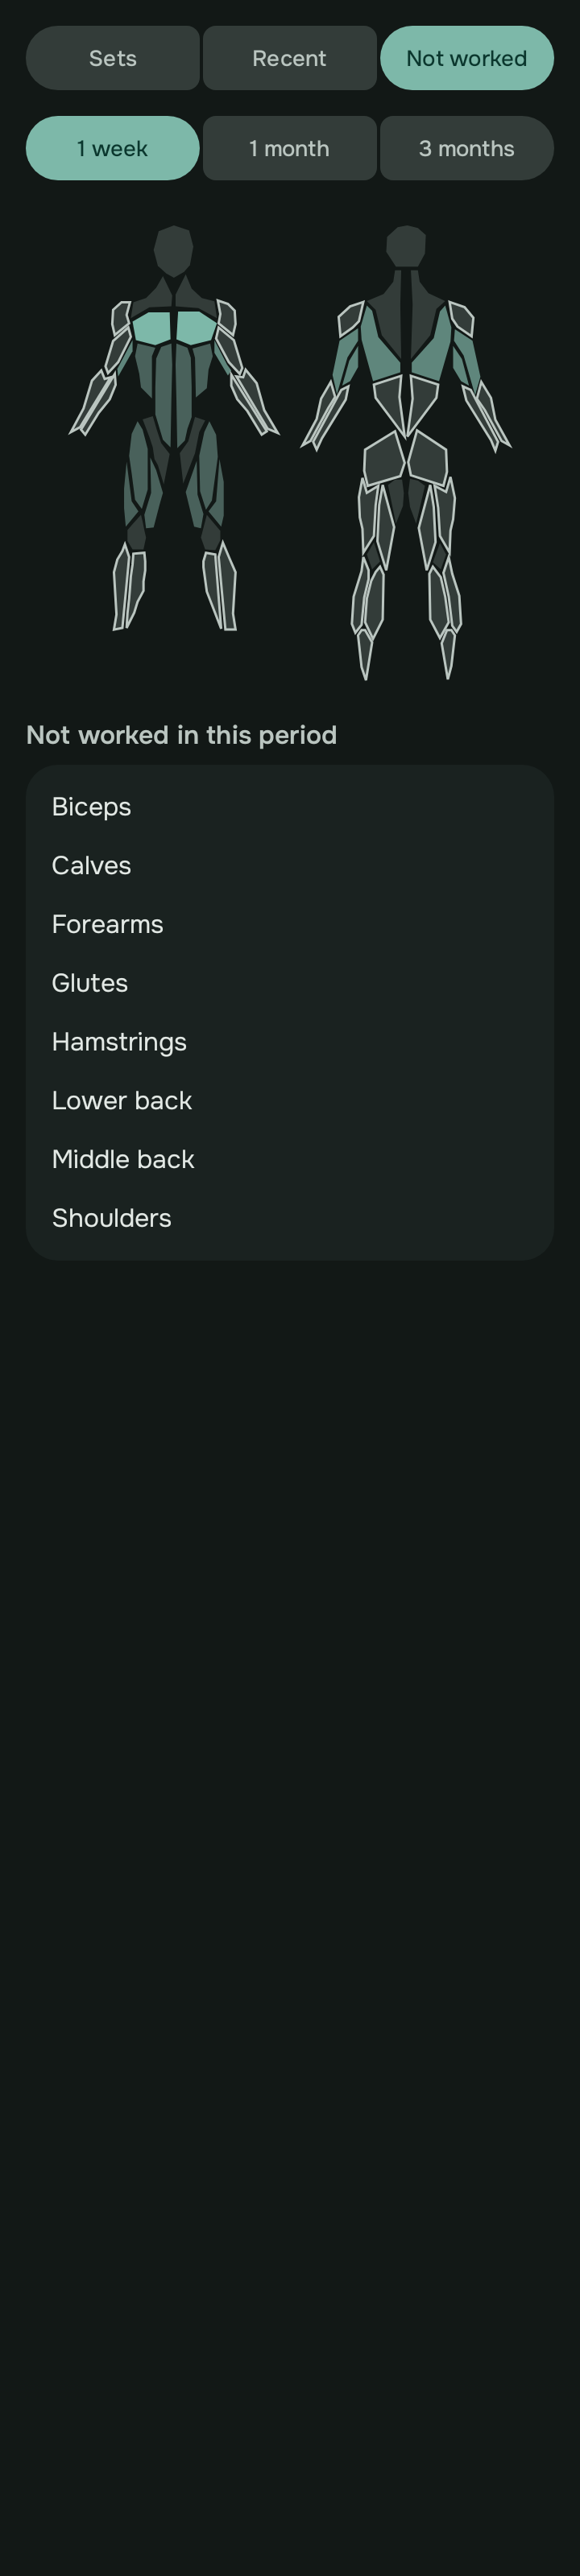 Sets
Recent
Not worked
1 week
1 month
3 months
Not worked in this period
Biceps
Calves
Forearms
Glutes
Hamstrings
Lower back
Middle back
Shoulders